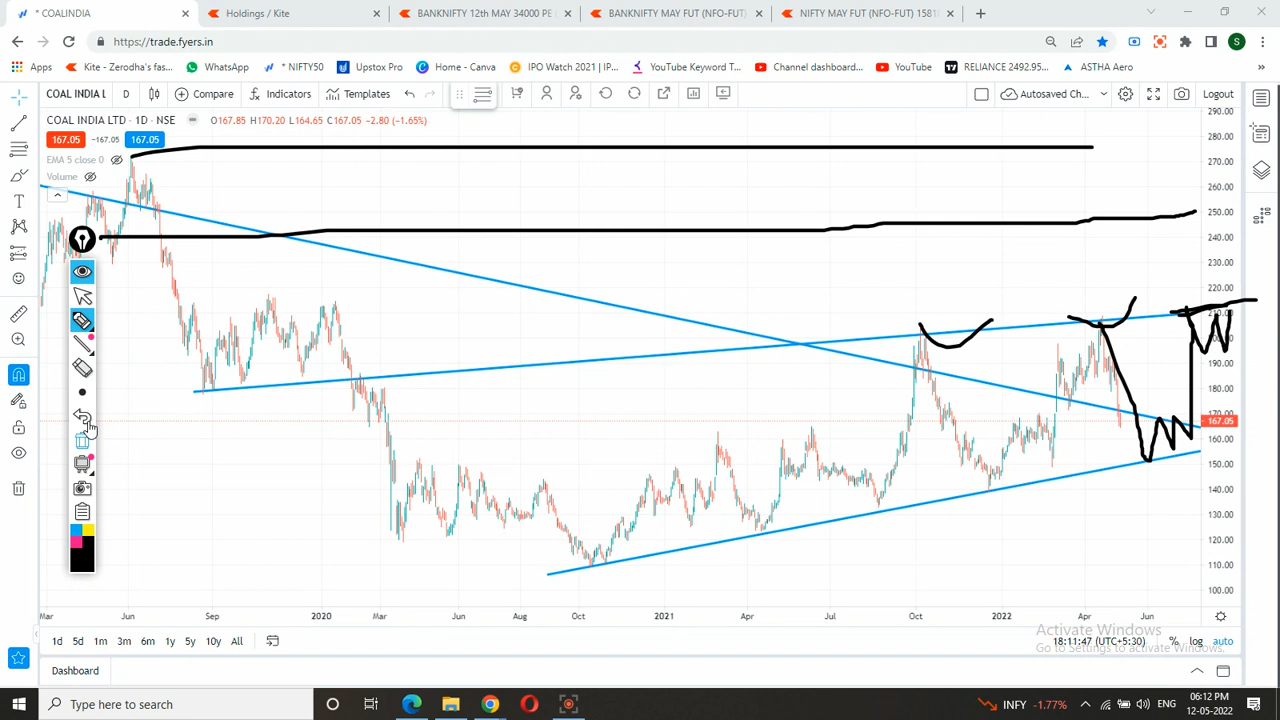 * COALINDIA
Holdings / Kite
BANKNIFTY 12th MAY 34000 PE
BANKNIFTY MAY FUT (NFO-FUT)
NIFTY MAY FUT (NFO-FUT) 1581
https://trade.fyers.in
S
Apps
Kite - Zerodha's fas...
WhatsApp
* NIFTY50
Upstox Pro
Home - Canva
IPO Watch 2021 | IP...
YouTube Keyword T...
Channel dashboard...
YouTube
RELIANCE 2492.95...
ASTHA Aero
»
COAL INDIA L
D
Compare
Indicators
Templates
Autosaved Ch...
Logout
COAL INDIA LTD · 1D · NSE
O167.85 H170.20 L164.65 C167.05 −2.80 (−1.65%)
167.05
−167.05
167.05
EMA 5 close 0
Volume
290.00
280.00
270.00
260.00
250.00
240.00
230.00
220.00
210.00
200.00
190.00
180.00
170.00
167.05
160.00
150.00
140.00
130.00
120.00
110.00
100.00
Mar
Jun
Sep
2020
Mar
Jun
Aug
Oct
2021
Apr
Jul
Oct
2022
Apr
Jun
Activate Windows
Go to Settings to activate Windows.
1d 5d 1m 3m 6m 1y 5y 10y All
18:11:47 (UTC+5:30)
% log auto
Dashboard
Type here to search
INFY -1.77%
ENG
06:12 PM
12-05-2022